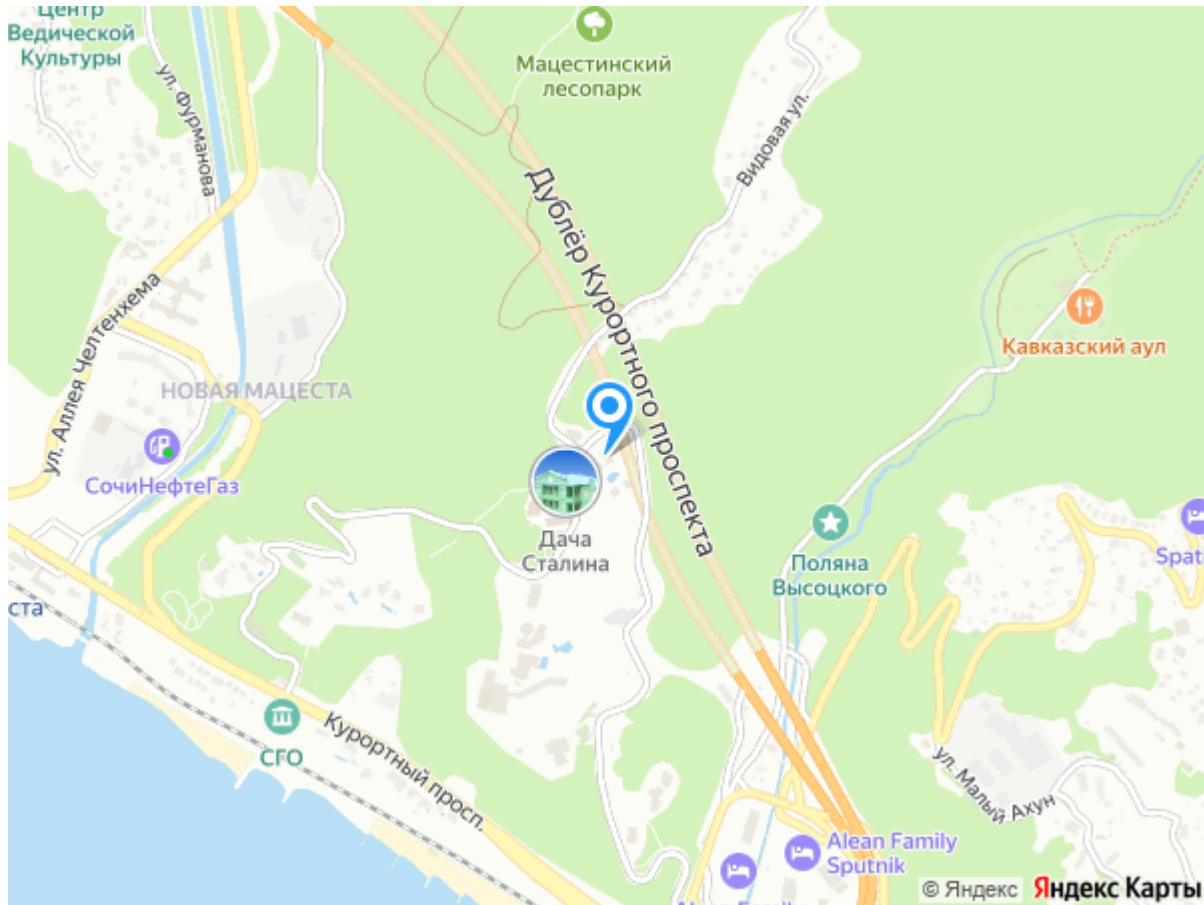 Центр
Ведической
Культуры
ул. Фурманова
Мацестинский
лесопарк
Видовая ул.
Дублёр Курортного проспекта
Кавказский аул
ул. Аллея Челтенхема
НОВАЯ МАЦЕСТА
СочиНефтеГаз
Дача
Сталина
Поляна
Высоцкого
Spat
ста
Курортный просп.
СГО
ул. Малый Ахун
Alean Family
Sputnik
© Яндекс
Яндекс Карты